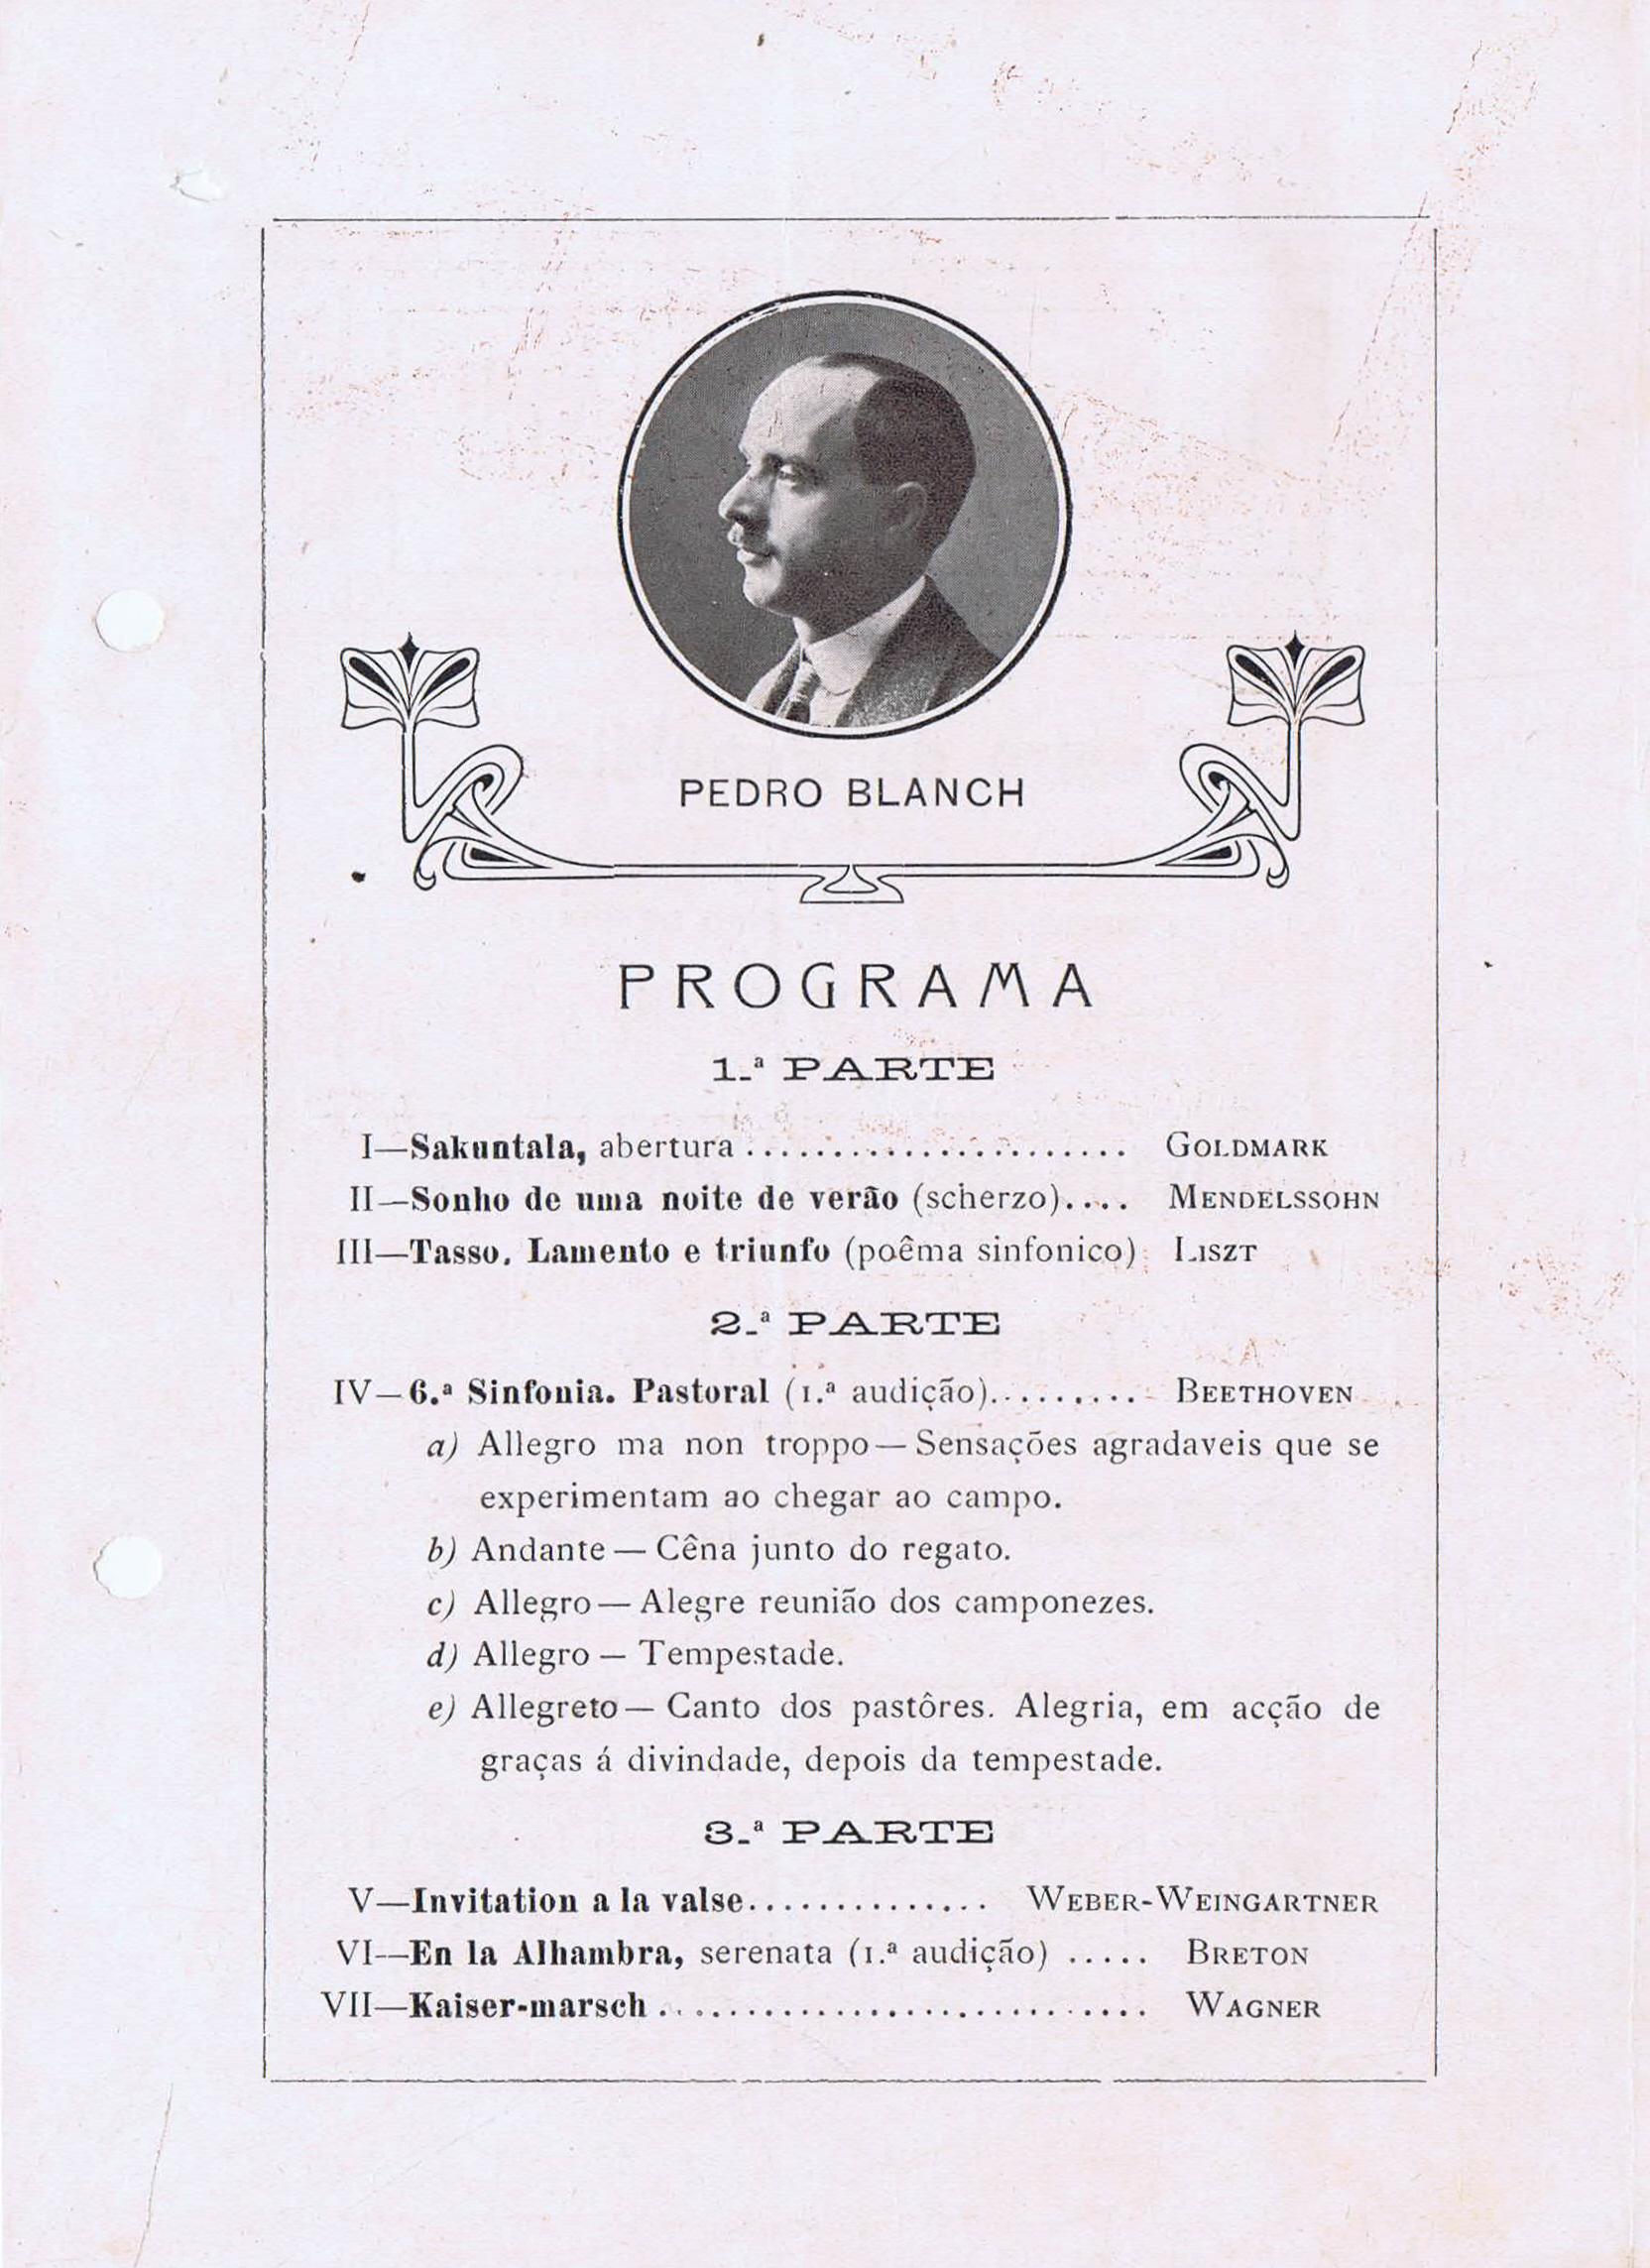 PEDRO BLANCH
PROGRAMA
1.ª PARTE
I—Sakuntala, abertura ...................... GOLDMARK
II—Sonho de uma noite de verão (scherzo).... MENDELSSOHN
III—Tasso. Lamento e triunfo (poêma sinfonico) LISZT
2.ª PARTE
IV—6.ª Sinfonia. Pastoral (1.ª audição)......... BEETHOVEN
a) Allegro ma non troppo—Sensações agradaveis que se
experimentam ao chegar ao campo.
b) Andante—Cêna junto do regato.
c) Allegro—Alegre reunião dos camponezes.
d) Allegro—Tempestade.
e) Allegreto—Canto dos pastôres. Alegria, em acção de
graças á divindade, depois da tempestade.
3.ª PARTE
V—Invitation a la valse.............. WEBER-WEINGARTNER
VI—En la Alhambra, serenata (1.ª audição) ..... BRETON
VII—Kaiser-marsch ............................ WAGNER